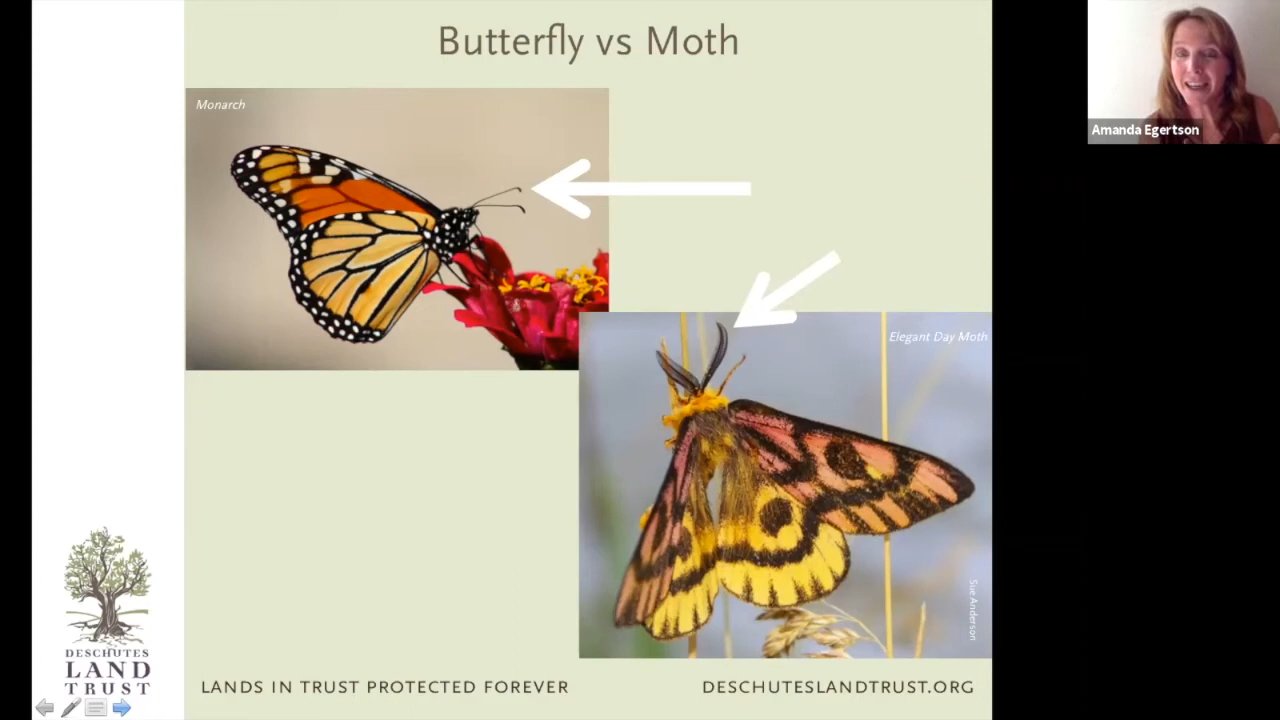 Butterfly vs Moth
Monarch
Amanda Egertson
Elegant Day Moth
Sue Anderson
DESCHUTES
LAND
TRUST
LANDS IN TRUST PROTECTED FOREVER
DESCHUTESLANDTRUST.ORG